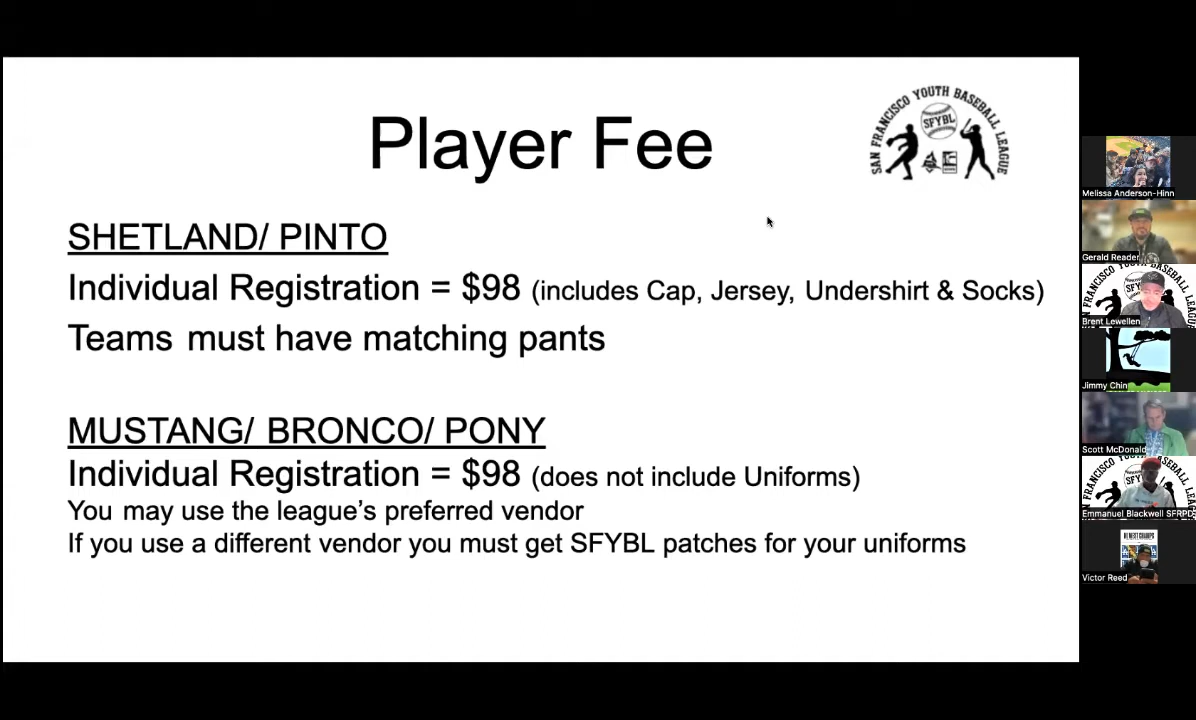 Player Fee
SAN FRANCISCO YOUTH BASEBALL LEAGUE
SFYBL
SHETLAND/ PINTO
Individual Registration = $98 (includes Cap, Jersey, Undershirt & Socks)
Teams must have matching pants
MUSTANG/ BRONCO/ PONY
Individual Registration = $98 (does not include Uniforms)
You may use the league's preferred vendor
If you use a different vendor you must get SFYBL patches for your uniforms
Melissa Anderson-Hinn
Gerald Reader
Brent Lewellen
Jimmy Chin
Scott McDonald
Emmanuel Blackwell SFRPD
Victor Reed